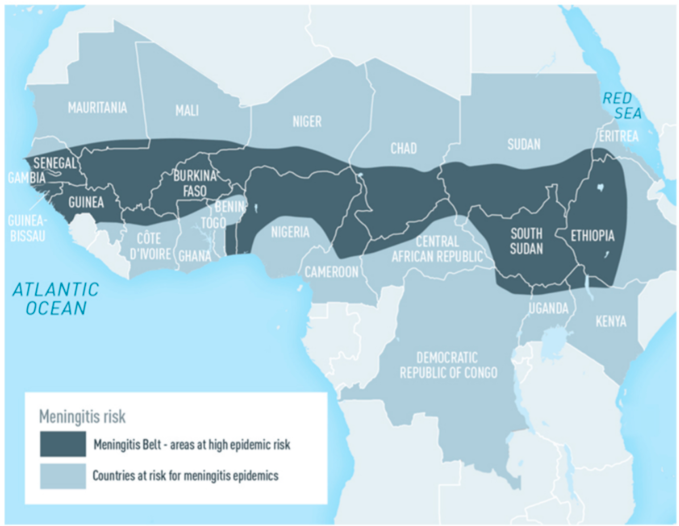 RED
SEA
MAURITANIA
MALI
NIGER
CHAD
SUDAN
ERITREA
SENEGAL
GAMBIA
BURKINA
FASO
GUINEA
BENIN
TOGO
GUINEA-
BISSAU
CÔTE
D'IVOIRE
GHANA
NIGERIA
CENTRAL
AFRICAN REPUBLIC
SOUTH
SUDAN
ETHIOPIA
CAMEROON
ATLANTIC
OCEAN
UGANDA
KENYA
DEMOCRATIC
REPUBLIC OF CONGO
Meningitis risk
Meningitis Belt - areas at high epidemic risk
Countries at risk for meningitis epidemics